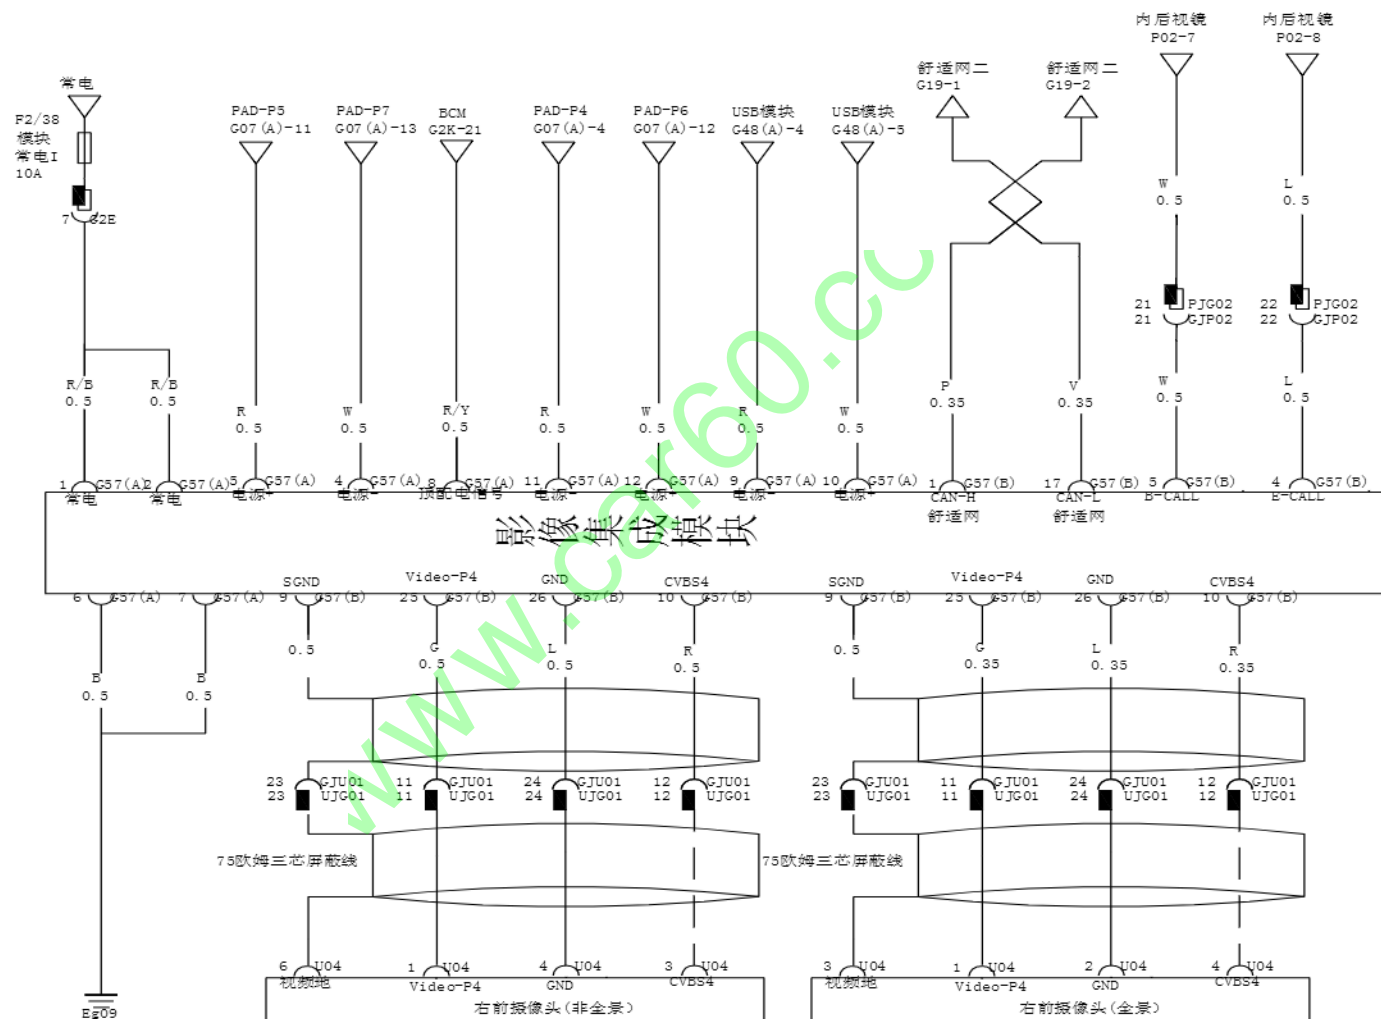 内后视镜
P02-7
内后视镜
P02-8
舒适网二
G19-1
舒适网二
G19-2
常电
F2/38
模块
常电I
10A
PAD-P5
G07(A)-11
PAD-P7
G07(A)-13
BCM
G2K-21
PAD-P4
G07(A)-4
PAD-P6
G07(A)-12
USB模块
G48(A)-4
USB模块
G48(A)-5
7 G2E
W
0.5
L
0.5
21 PJG02
21 GJP02
22 PJG02
22 GJP02
R/B
0.5
R/B
0.5
R
0.5
W
0.5
R/Y
0.5
R
0.5
W
0.5
R
0.5
W
0.5
P
0.35
V
0.35
W
0.5
L
0.5
1 G57(A)
常电
2 G57(A)
常电
5 G57(A)
电源+
4 G57(A)
电源-
8 G57(A)
顶配电信号
11 G57(A)
电源-
12 G57(A)
电源+
9 G57(A)
电源-
10 G57(A)
电源+
1 G57(B)
CAN-H
舒适网
17 G57(B)
CAN-L
舒适网
5 G57(B)
B-CALL
4 G57(B)
E-CALL
影像集成模块
6 G57(A)
7 G57(A)
SGND
9 G57(B)
Video-P4
25 G57(B)
GND
26 G57(B)
CVBS4
10 G57(B)
SGND
9 G57(B)
Video-P4
25 G57(B)
GND
26 G57(B)
CVBS4
10 G57(B)
B
0.5
B
0.5
0.5
G
0.5
L
0.5
R
0.5
0.5
G
0.35
L
0.35
R
0.35
23 GJU01
23 UJG01
11 GJU01
11 UJG01
24 GJU01
24 UJG01
12 GJU01
12 UJG01
23 GJU01
23 UJG01
11 GJU01
11 UJG01
24 GJU01
24 UJG01
12 GJU01
12 UJG01
75欧姆三芯屏蔽线
75欧姆三芯屏蔽线
6 U04
视频地
1 U04
Video-P4
4 U04
GND
3 U04
CVBS4
3 U04
视频地
1 U04
Video-P4
2 U04
GND
4 U04
CVBS4
右前摄像头(非全景)
右前摄像头(全景)
Eg09
www.car60.co